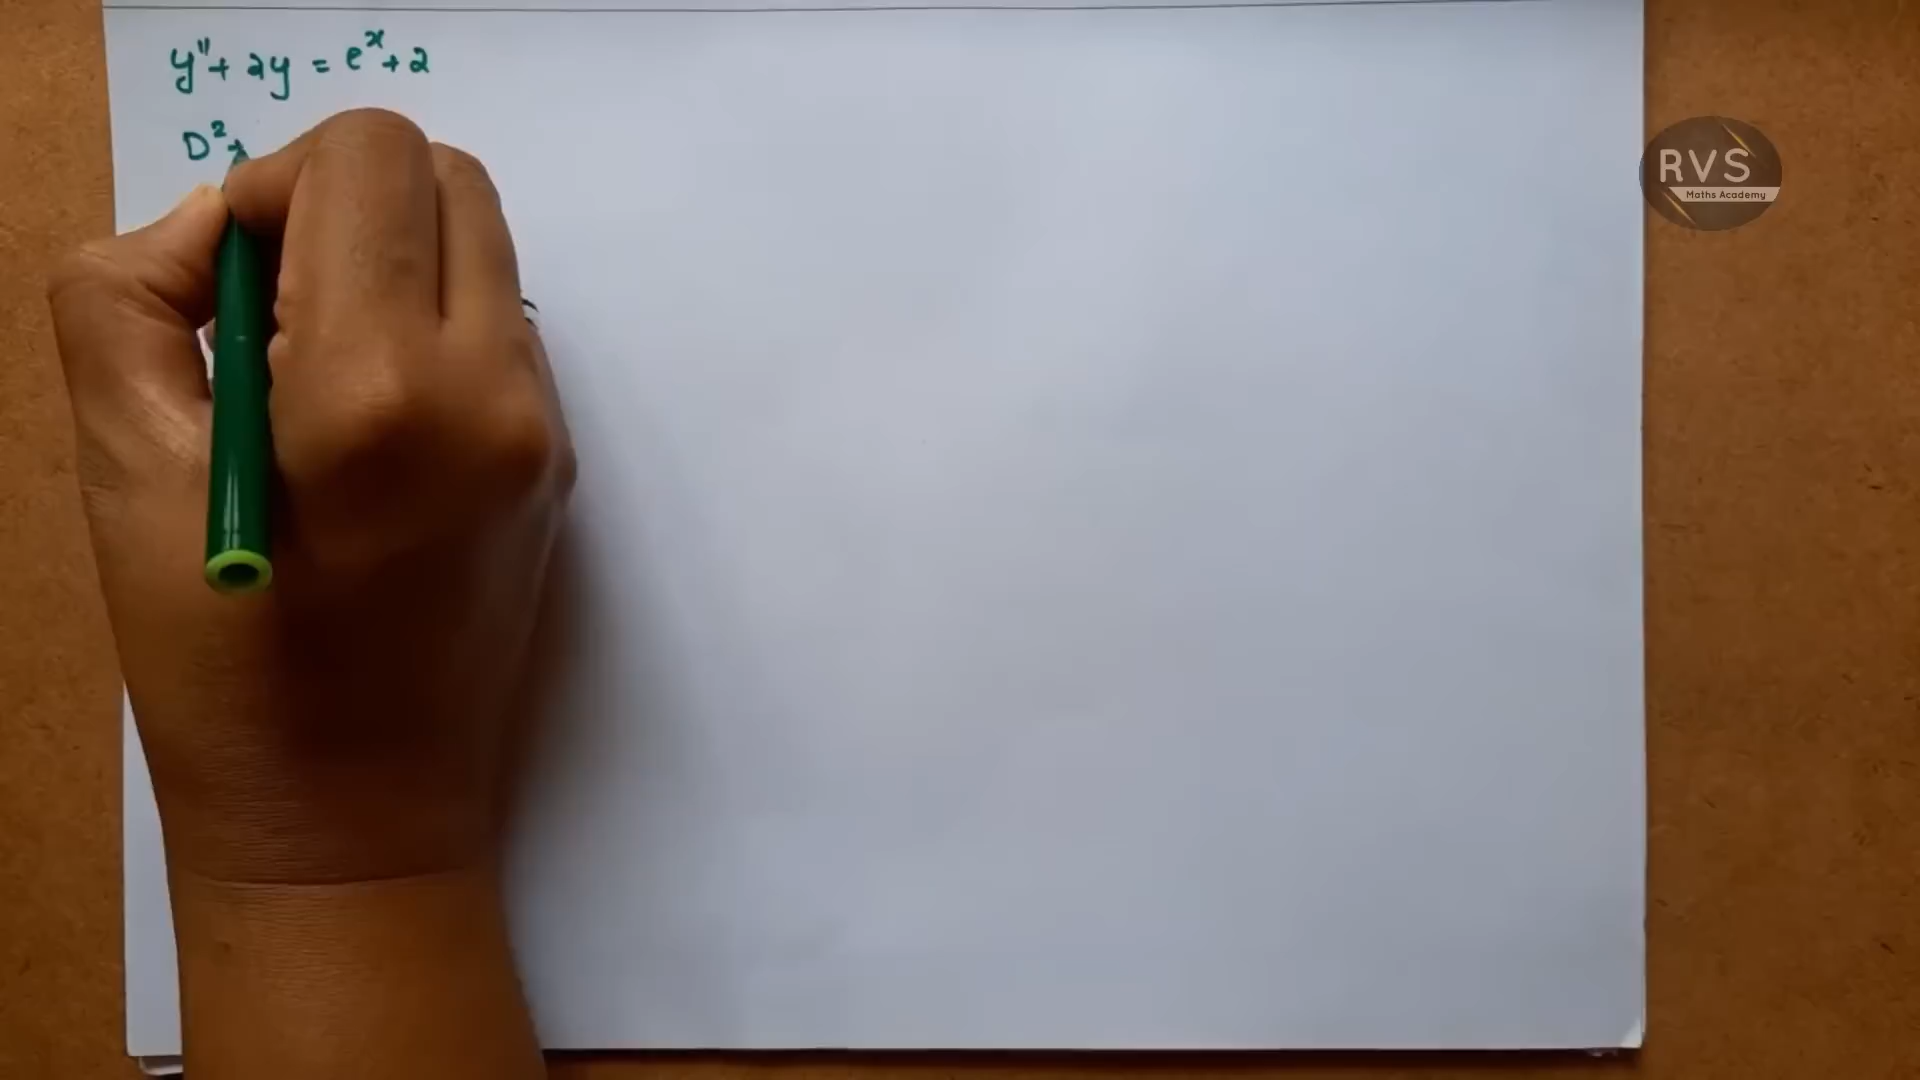 y" + 2y = e^x + 2
D² +
RVS
Maths Academy